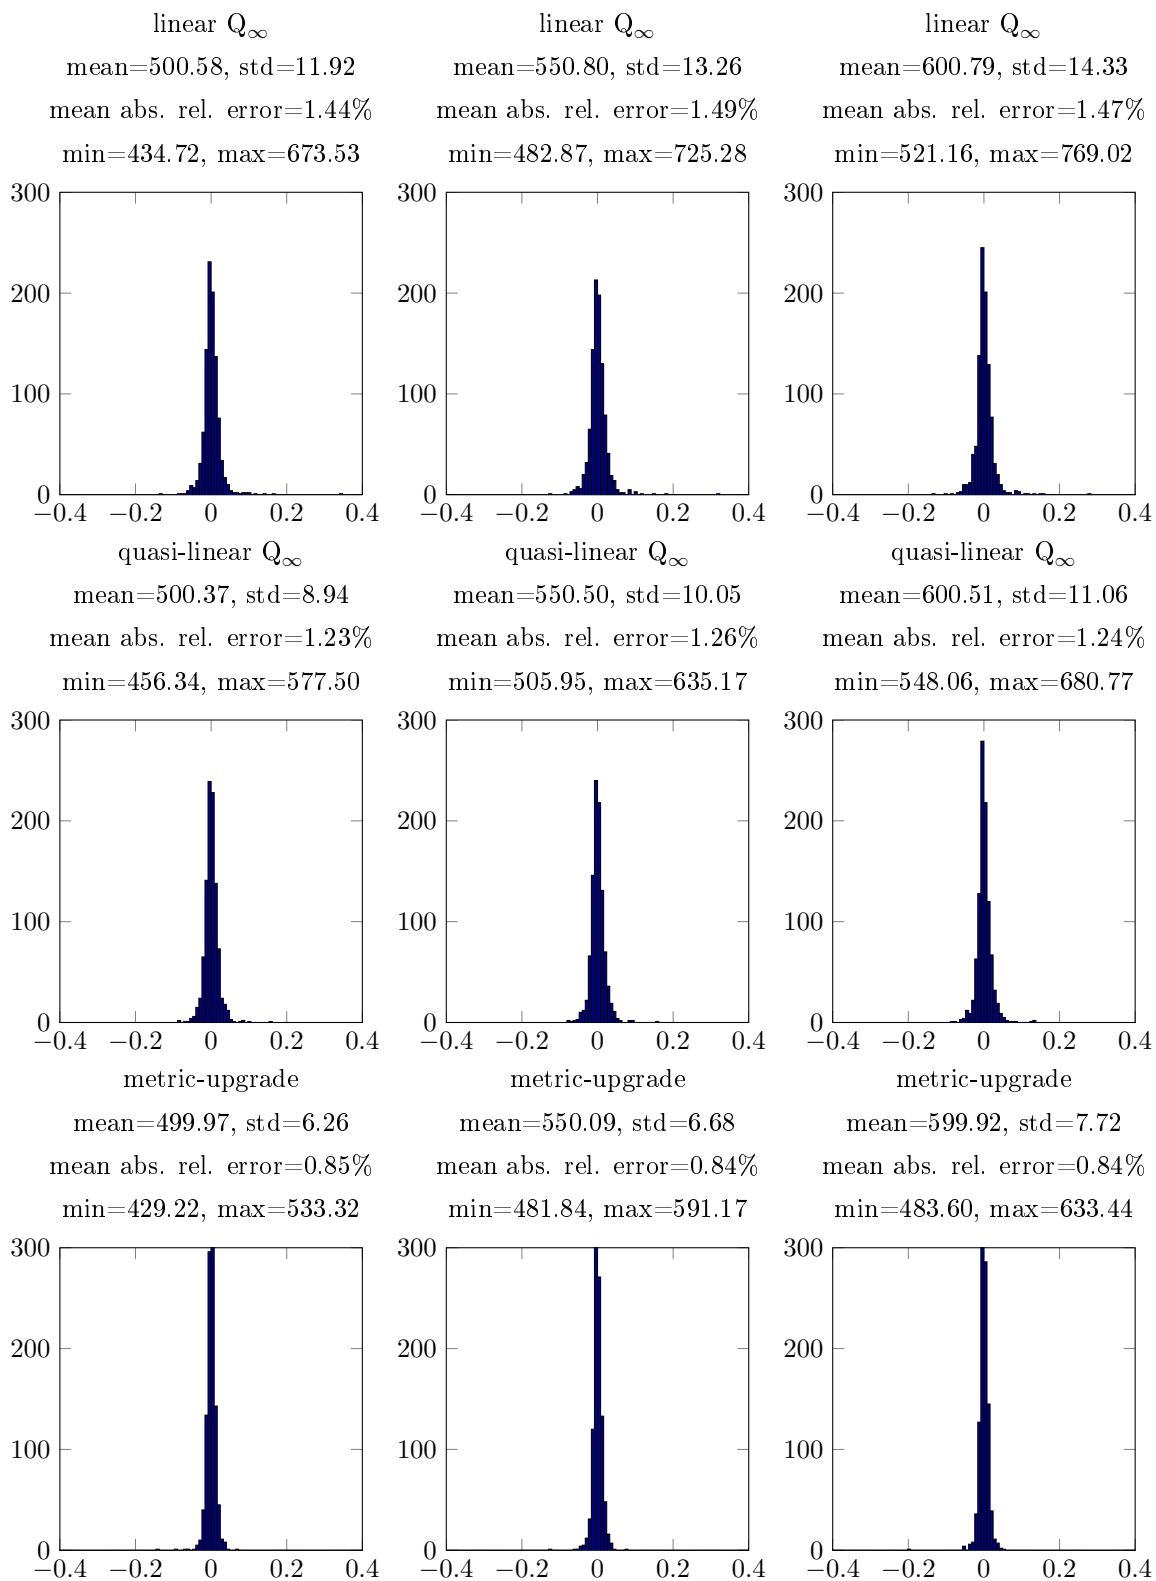 linear Q∞ linear Q∞ linear Q∞
mean=500.58, std=11.92 mean=550.80, std=13.26 mean=600.79, std=14.33
mean abs. rel. error=1.44% mean abs. rel. error=1.49% mean abs. rel. error=1.47%
min=434.72, max=673.53 min=482.87, max=725.28 min=521.16, max=769.02
300 300 300
200 200 200
100 100 100
0 0 0
−0.4 −0.2 0 0.2 0.4 −0.4 −0.2 0 0.2 0.4 −0.4 −0.2 0 0.2 0.4
quasi-linear Q∞ quasi-linear Q∞ quasi-linear Q∞
mean=500.37, std=8.94 mean=550.50, std=10.05 mean=600.51, std=11.06
mean abs. rel. error=1.23% mean abs. rel. error=1.26% mean abs. rel. error=1.24%
min=456.34, max=577.50 min=505.95, max=635.17 min=548.06, max=680.77
300 300 300
200 200 200
100 100 100
0 0 0
−0.4 −0.2 0 0.2 0.4 −0.4 −0.2 0 0.2 0.4 −0.4 −0.2 0 0.2 0.4
metric-upgrade metric-upgrade metric-upgrade
mean=499.97, std=6.26 mean=550.09, std=6.68 mean=599.92, std=7.72
mean abs. rel. error=0.85% mean abs. rel. error=0.84% mean abs. rel. error=0.84%
min=429.22, max=533.32 min=481.84, max=591.17 min=483.60, max=633.44
300 300 300
200 200 200
100 100 100
0 0 0
−0.4 −0.2 0 0.2 0.4 −0.4 −0.2 0 0.2 0.4 −0.4 −0.2 0 0.2 0.4